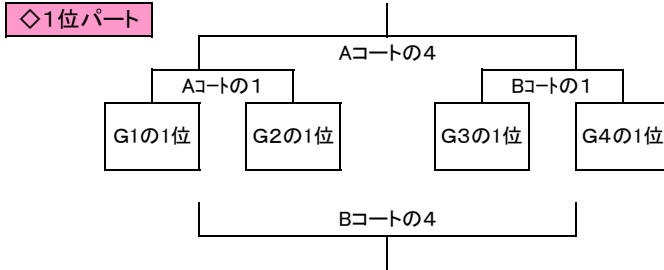 ◇１位パート
Aコートの４
Aｺｰﾄの１
Bｺｰﾄの１
G1の1位
G２の1位
G３の1位
G４の1位
Bコートの４